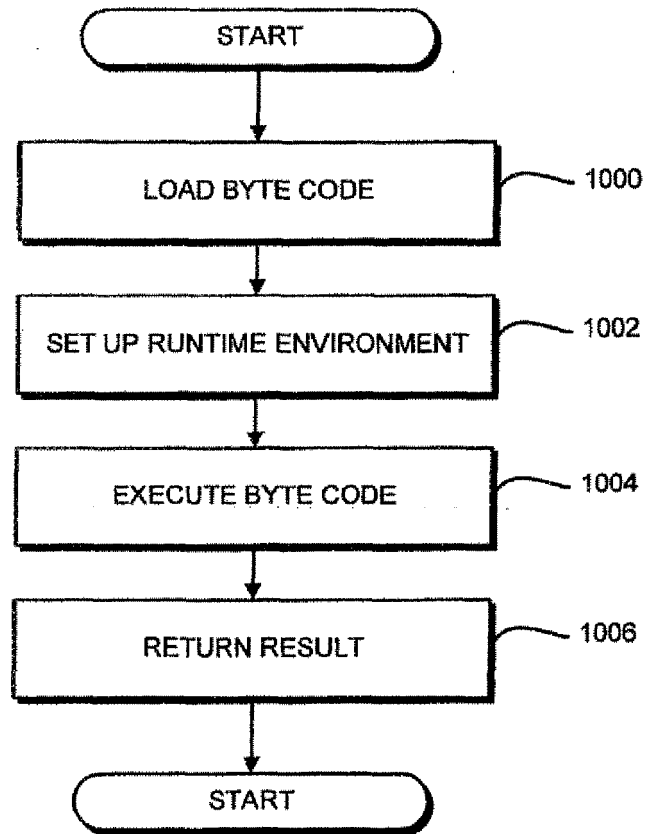 START
LOAD BYTE CODE
1000
SET UP RUNTIME ENVIRONMENT
1002
EXECUTE BYTE CODE
1004
RETURN RESULT
1006
START